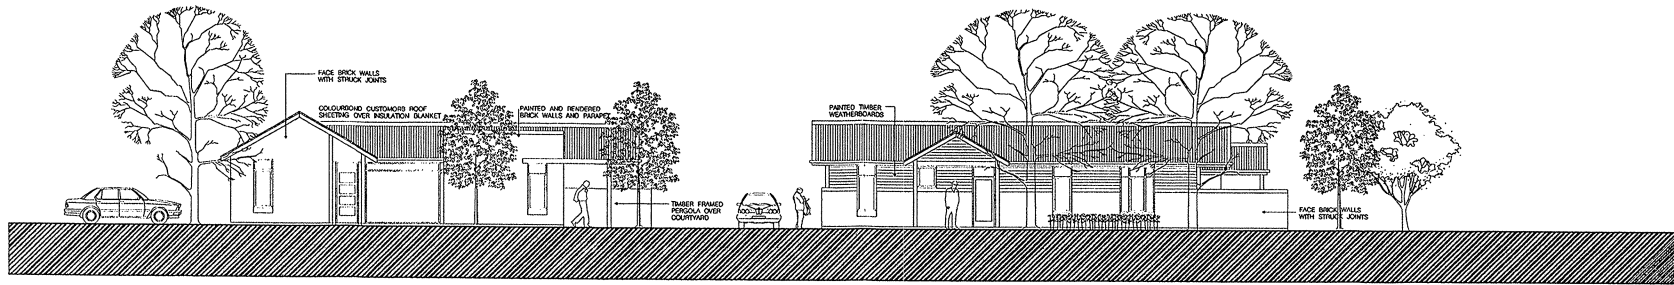 FACE BRICK WALLS
WITH STRUCK JOINTS
COLOURBOND CUSTOMORB ROOF
SHEETING OVER INSULATION BLANKET
PAINTED AND RENDERED
BRICK WALLS AND PARAPET
TIMBER FRAMED
PERGOLA OVER
COURTYARD
PAINTED TIMBER
WEATHERBOARDS
FACE BRICK WALLS
WITH STRUCK JOINTS